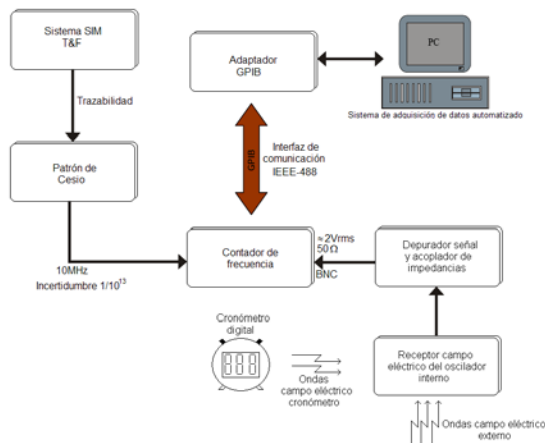 Sistema SIM
T&F
Trazabilidad
Patrón de
Cesio
10MHz
Incertidumbre 1/10¹³
Adaptador
GPIB
PC
Sistema de adquisición de datos automatizado
GPIB
Interfaz de
comunicación
IEEE-488
Contador de
frecuencia
≈2Vrms
50Ω
BNC
Depurador señal
y acoplador de
impedancias
Cronómetro
digital
000
Ondas
campo eléctrico
cronómetro
Receptor campo
eléctrico del oscilador
interno
Ondas campo eléctrico
externo